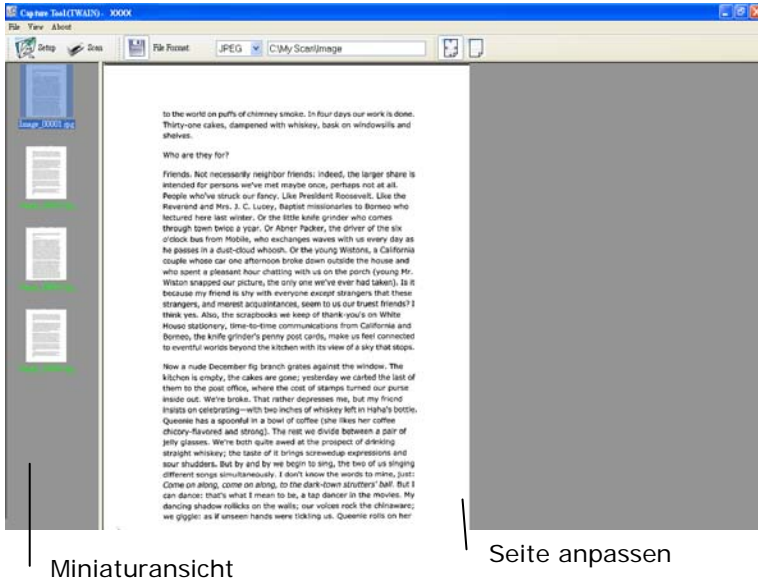 Capture Tool(TWAIN) - XXXX
File View About
Setup Scan File Format JPEG C:\My Scan\Image
Image_00001.jpg
to the world on puffs of chimney smoke. In four days our work is done.
Thirty-one cakes, dampened with whiskey, bask on windowsills and
shelves.
Who are they for?
Friends. Not necessarily neighbor friends: indeed, the larger share is
intended for persons we've met maybe once, perhaps not at all.
People who've struck our fancy. Like President Roosevelt. Like the
Reverend and Mrs. J. C. Lucey, Baptist missionaries to Borneo who
lectured here last winter. Or the little knife grinder who comes
through town twice a year. Or Abner Packer, the driver of the six
o'clock bus from Mobile, who exchanges waves with us every day as
he passes in a dust-cloud whoosh. Or the young Wistons, a California
couple whose car one afternoon broke down outside the house and
who spent a pleasant hour chatting with us on the porch (young Mr.
Wiston snapped our picture, the only one we've ever had taken). Is it
because my friend is shy with everyone except strangers that these
strangers, and merest acquaintances, seem to us our truest friends? I
think yes. Also, the scrapbooks we keep of thank-you's on White
House stationery, time-to-time communications from California and
Borneo, the knife grinder's penny post cards, make us feel connected
to eventful worlds beyond the kitchen with its view of a sky that stops.
Now a nude December fig branch grates against the window. The
kitchen is empty, the cakes are gone; yesterday we carted the last of
them to the post office, where the cost of stamps turned our purse
inside out. We're broke. That rather depresses me, but my friend
insists on celebrating—with two inches of whiskey left in Haha's bottle.
Queenie has a spoonful in a bowl of coffee (she likes her coffee
chicory-flavored and strong). The rest we divide between a pair of
jelly glasses. We're both quite awed at the prospect of drinking
straight whiskey; the taste of it brings screwedup expressions and
sour shudders. But by and by we begin to sing, the two of us singing
different songs simultaneously. I don't know the words to mine, just:
Come on along, come on along, to the dark-town strutters' ball. But I
can dance: that's what I mean to be, a tap dancer in the movies. My
dancing shadow rollicks on the walls; our voices rock the chinaware;
we giggle: as if unseen hands were tickling us. Queenie rolls on her
Miniaturansicht
Seite anpassen